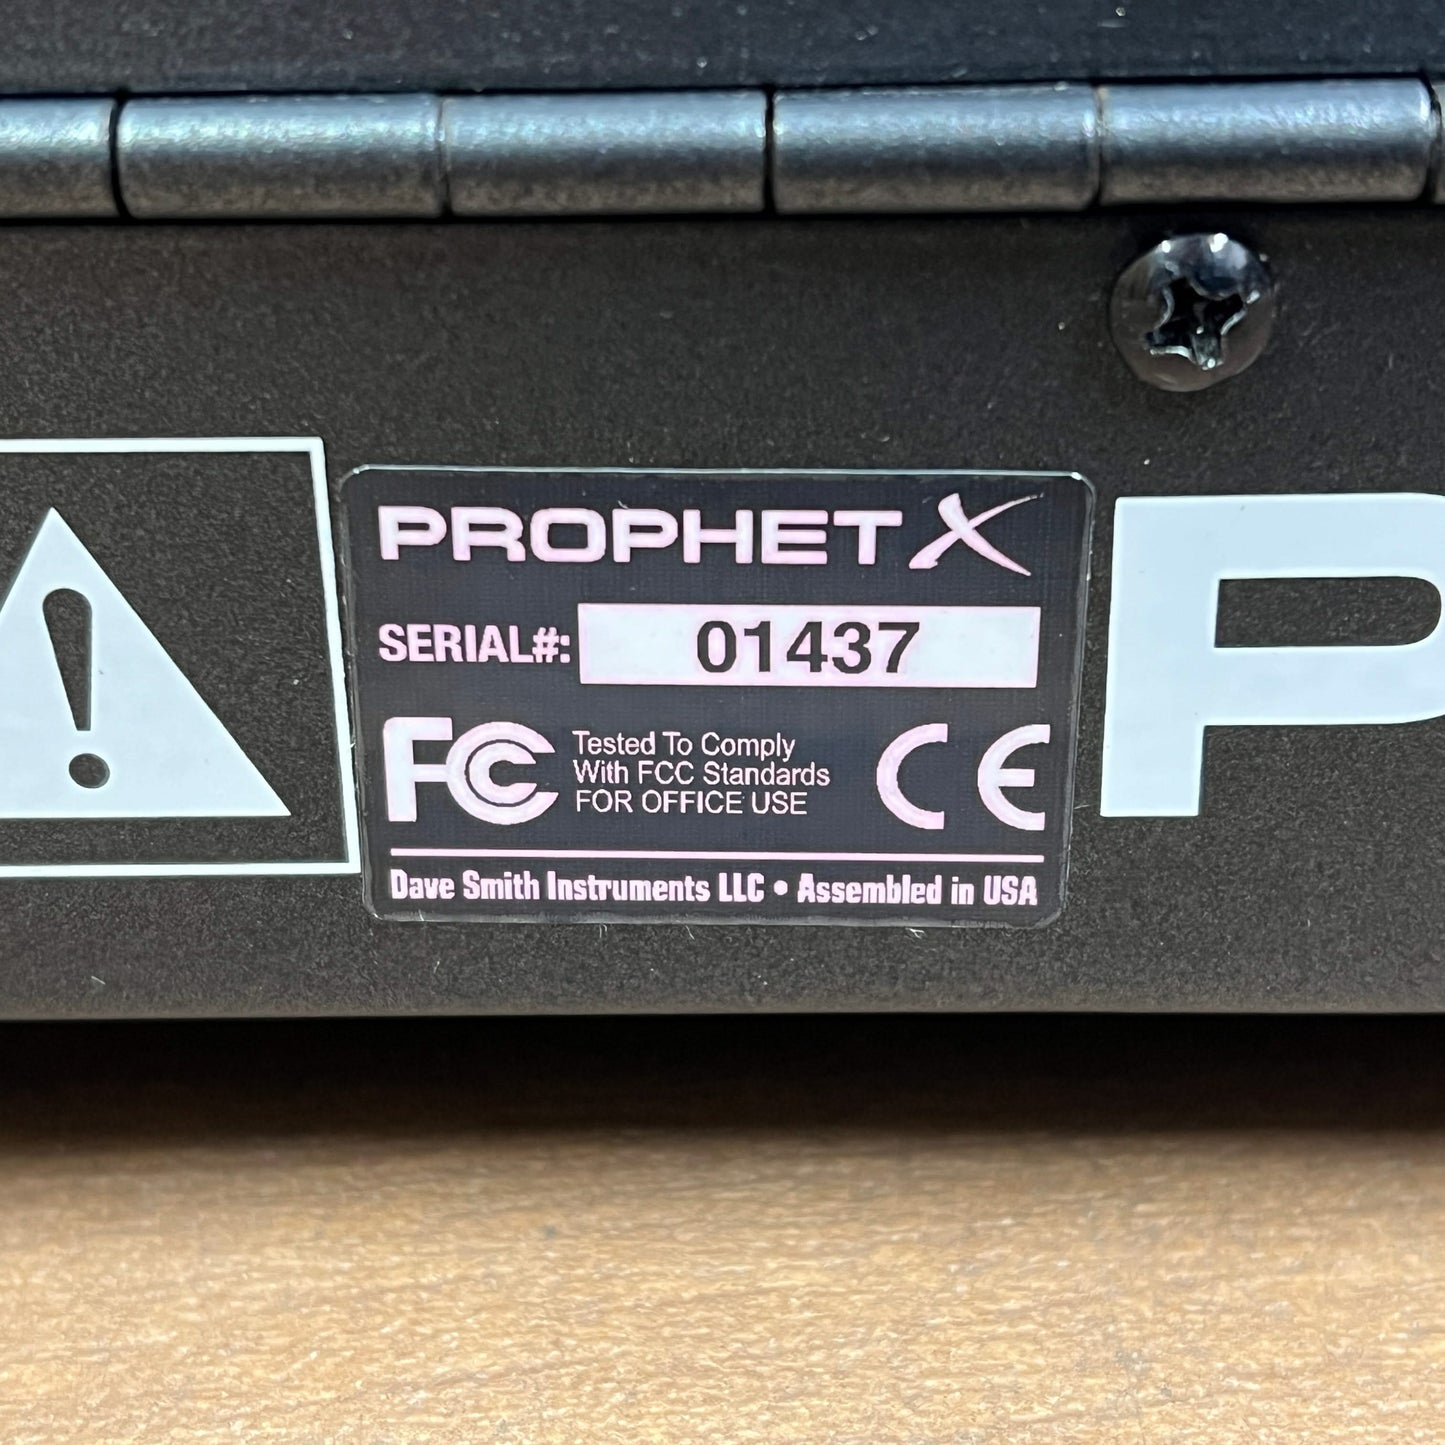 PROPHET X
SERIAL#: 01437
FC Tested To Comply
With FCC Standards
FOR OFFICE USE
CE
Dave Smith Instruments LLC • Assembled in USA
P